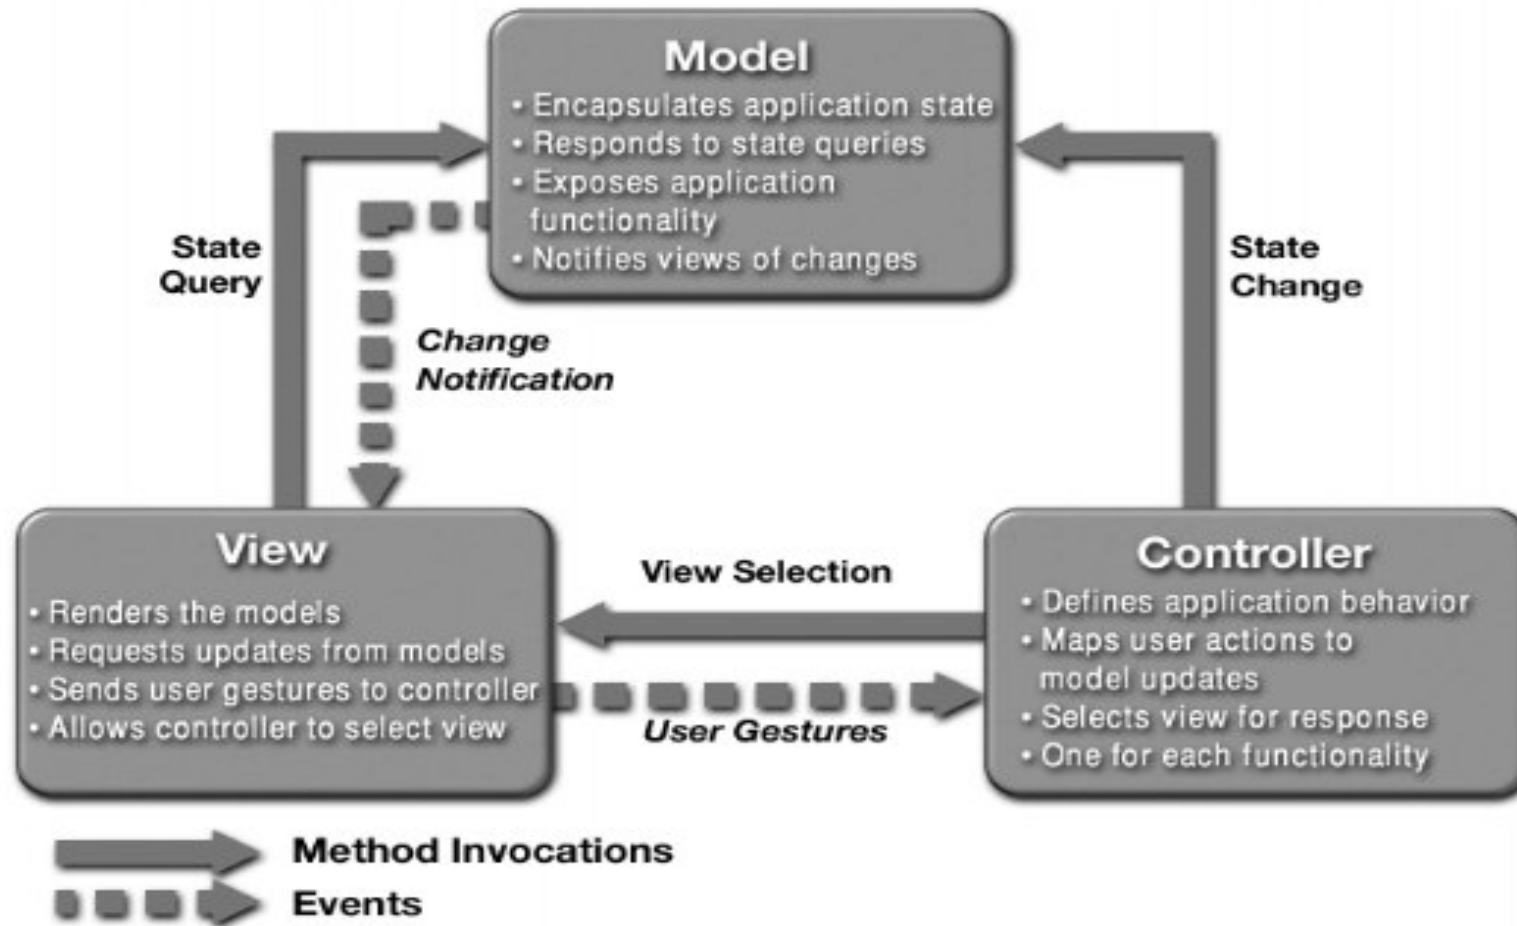 Model
• Encapsulates application state
• Responds to state queries
• Exposes application
functionality
• Notifies views of changes
State
Query
Change
Notification
State
Change
View
• Renders the models
• Requests updates from models
• Sends user gestures to controller
• Allows controller to select view
View Selection
User Gestures
Controller
• Defines application behavior
• Maps user actions to
model updates
• Selects view for response
• One for each functionality
Method Invocations
Events